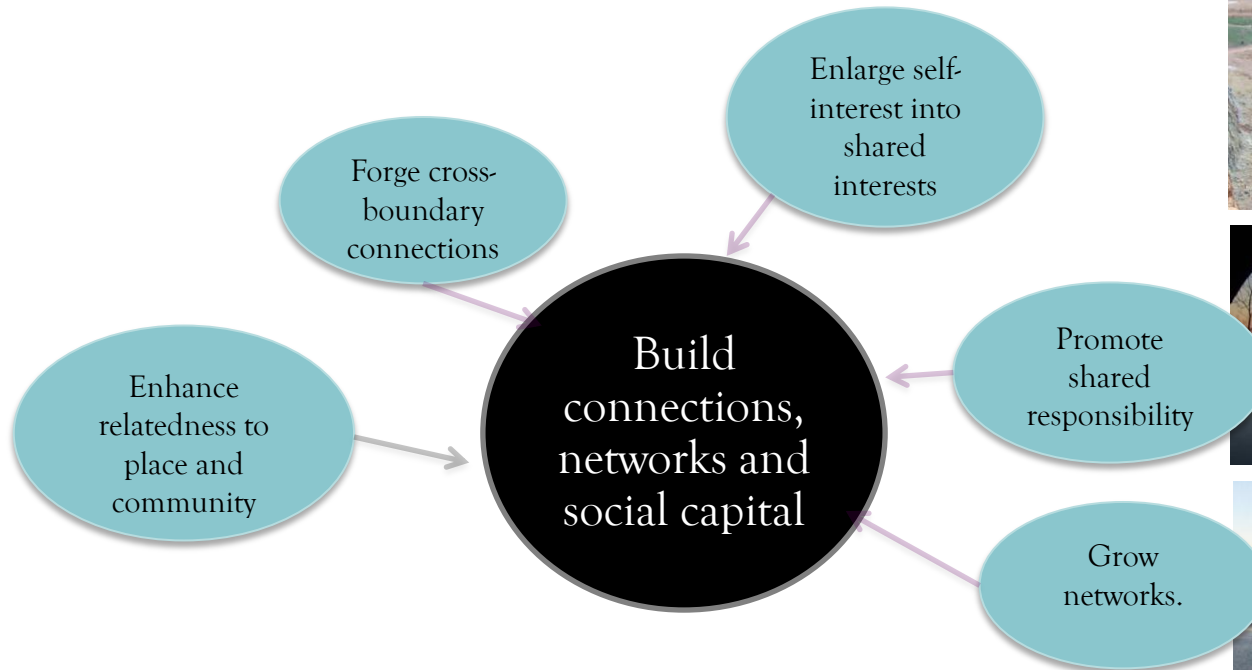 Enlarge self-
interest into
shared
interests
Forge cross-
boundary
connections
Enhance
relatedness to
place and
community
Build
connections,
networks and
social capital
Promote
shared
responsibility
Grow
networks.